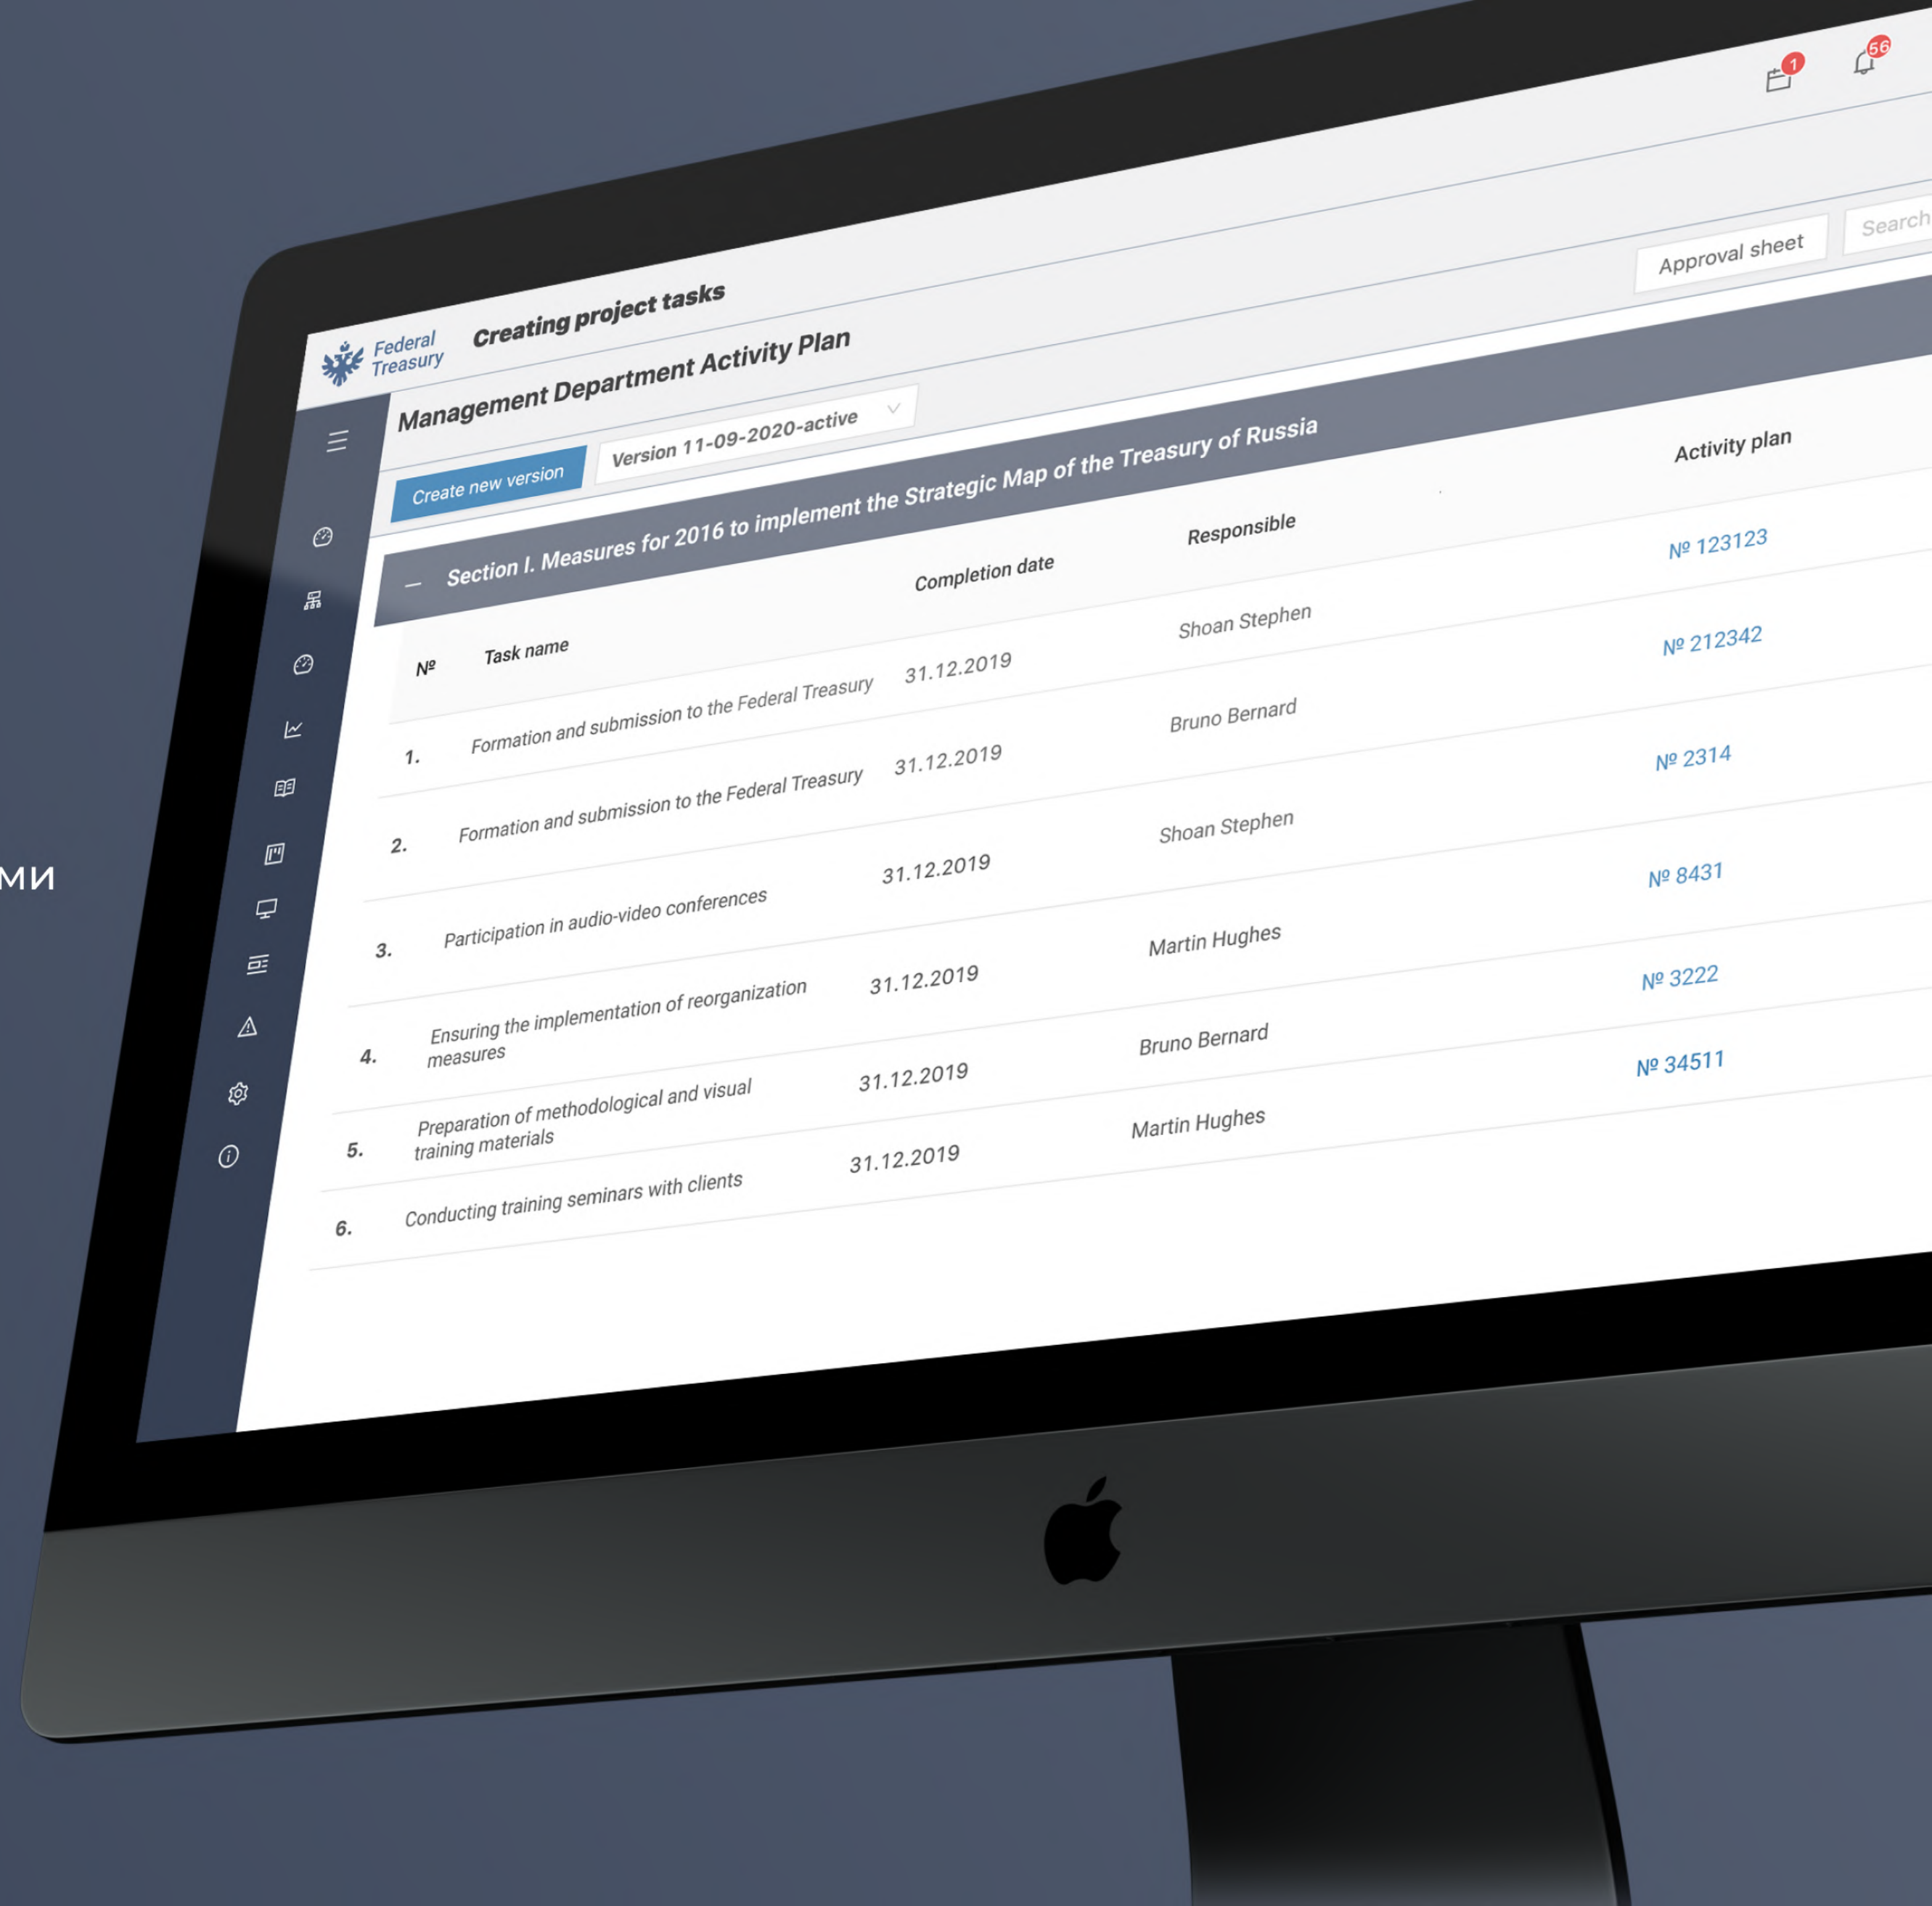 1
56
Federal
Treasury
Creating project tasks
Management Department Activity Plan
Create new version
Version 11-09-2020-active
Approval sheet
Search
Section I. Measures for 2016 to implement the Strategic Map of the Treasury of Russia
№ Task name Completion date Responsible Activity plan
1. Formation and submission to the Federal Treasury 31.12.2019 Shoan Stephen № 123123
2. Formation and submission to the Federal Treasury 31.12.2019 Bruno Bernard № 212342
3. Participation in audio-video conferences 31.12.2019 Shoan Stephen № 2314
4. Ensuring the implementation of reorganization
measures 31.12.2019 Martin Hughes № 8431
5. Preparation of methodological and visual
training materials 31.12.2019 Bruno Bernard № 3222
6. Conducting training seminars with clients 31.12.2019 Martin Hughes № 34511